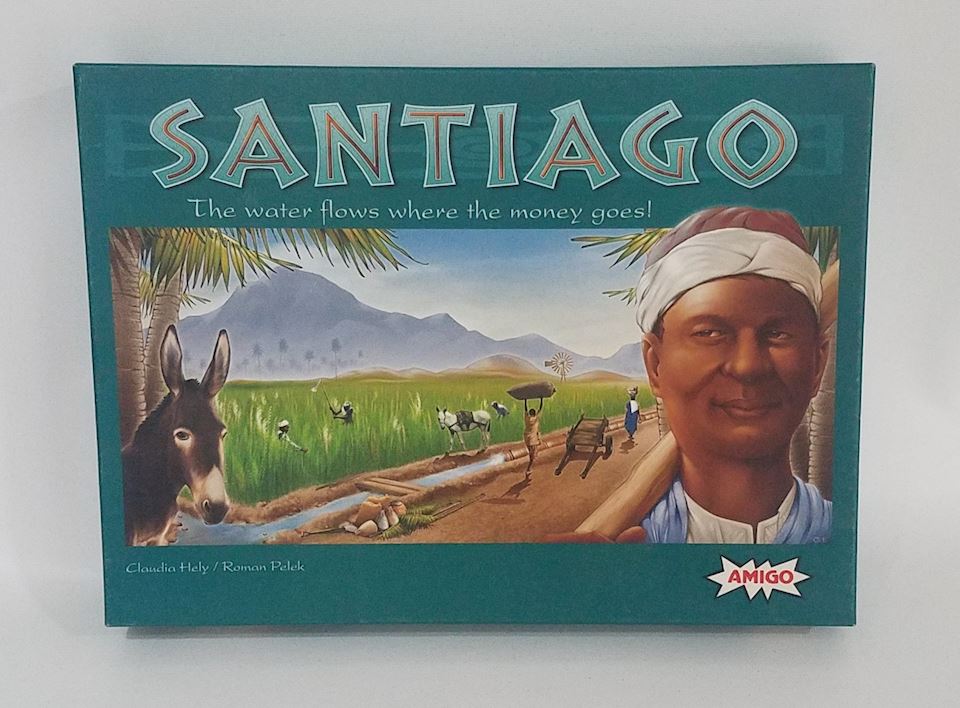 SANTIAGO
The water flows where the money goes!
Claudia Hely / Roman Pelek
AMIGO